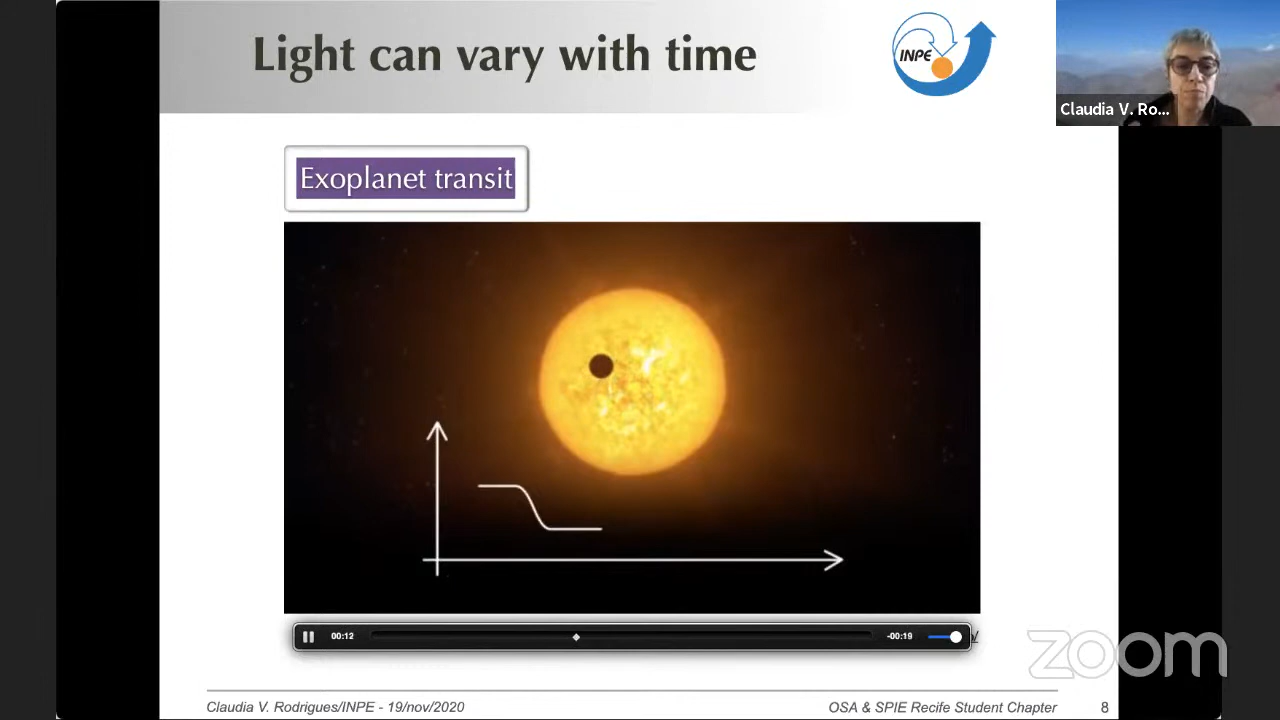 Light can vary with time
INPE
Claudia V. Ro...
Exoplanet transit
00:12
-00:19
zoom
Claudia V. Rodrigues/INPE - 19/nov/2020
OSA & SPIE Recife Student Chapter
8